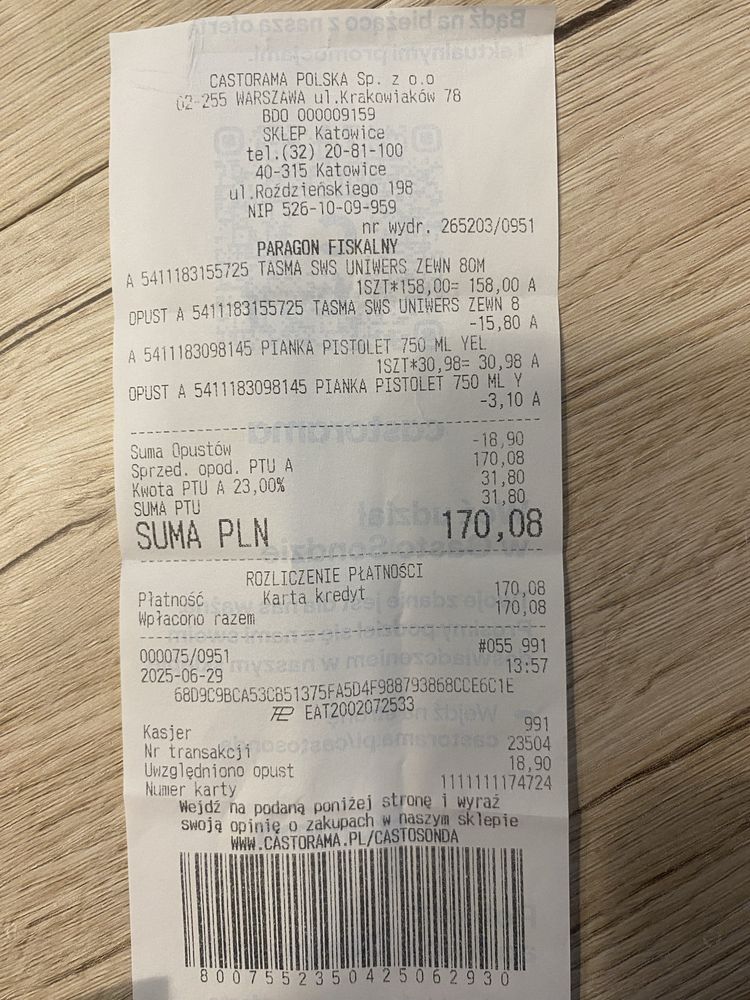 CASTORAMA POLSKA Sp. z o.o
02-255 WARSZAWA ul.Krakowiaków 78
BDO 000009159
SKLEP Katowice
tel.(32) 20-81-100
40-315 Katowice
ul.Roździeńskiego 198
NIP 526-10-09-959
nr wydr. 265203/0951
PARAGON FISKALNY
A 5411183155725 TASMA SWS UNIWERS ZEWN 80M
1SZT*158,00= 158,00 A
OPUST A 5411183155725 TASMA SWS UNIWERS ZEWN 8
-15,80 A
A 5411183098145 PIANKA PISTOLET 750 ML YEL
1SZT*30,98= 30,98 A
OPUST A 5411183098145 PIANKA PISTOLET 750 ML Y
-3,10 A
Suma Opustów -18,90
Sprzed. opod. PTU A 170,08
Kwota PTU A 23,00% 31,80
SUMA PTU 31,80
SUMA PLN 170,08
ROZLICZENIE PŁATNOŚCI
Płatność Karta kredyt 170,08
Wpłacono razem 170,08
000075/0951 #055 991
2025-06-29 13:57
68D9C9BCA53CB51375FA5D4F988793868CCE6C1E
EAT2002072533
Kasjer 991
Nr transakcji 23504
Uwzględniono opust 18,90
Numer karty 1111111174724
Wejdź na podaną poniżej stronę i wyraź
swoją opinię o zakupach w naszym sklepie
WWW.CASTORAMA.PL/CASTOSONDA
8007552350425062930